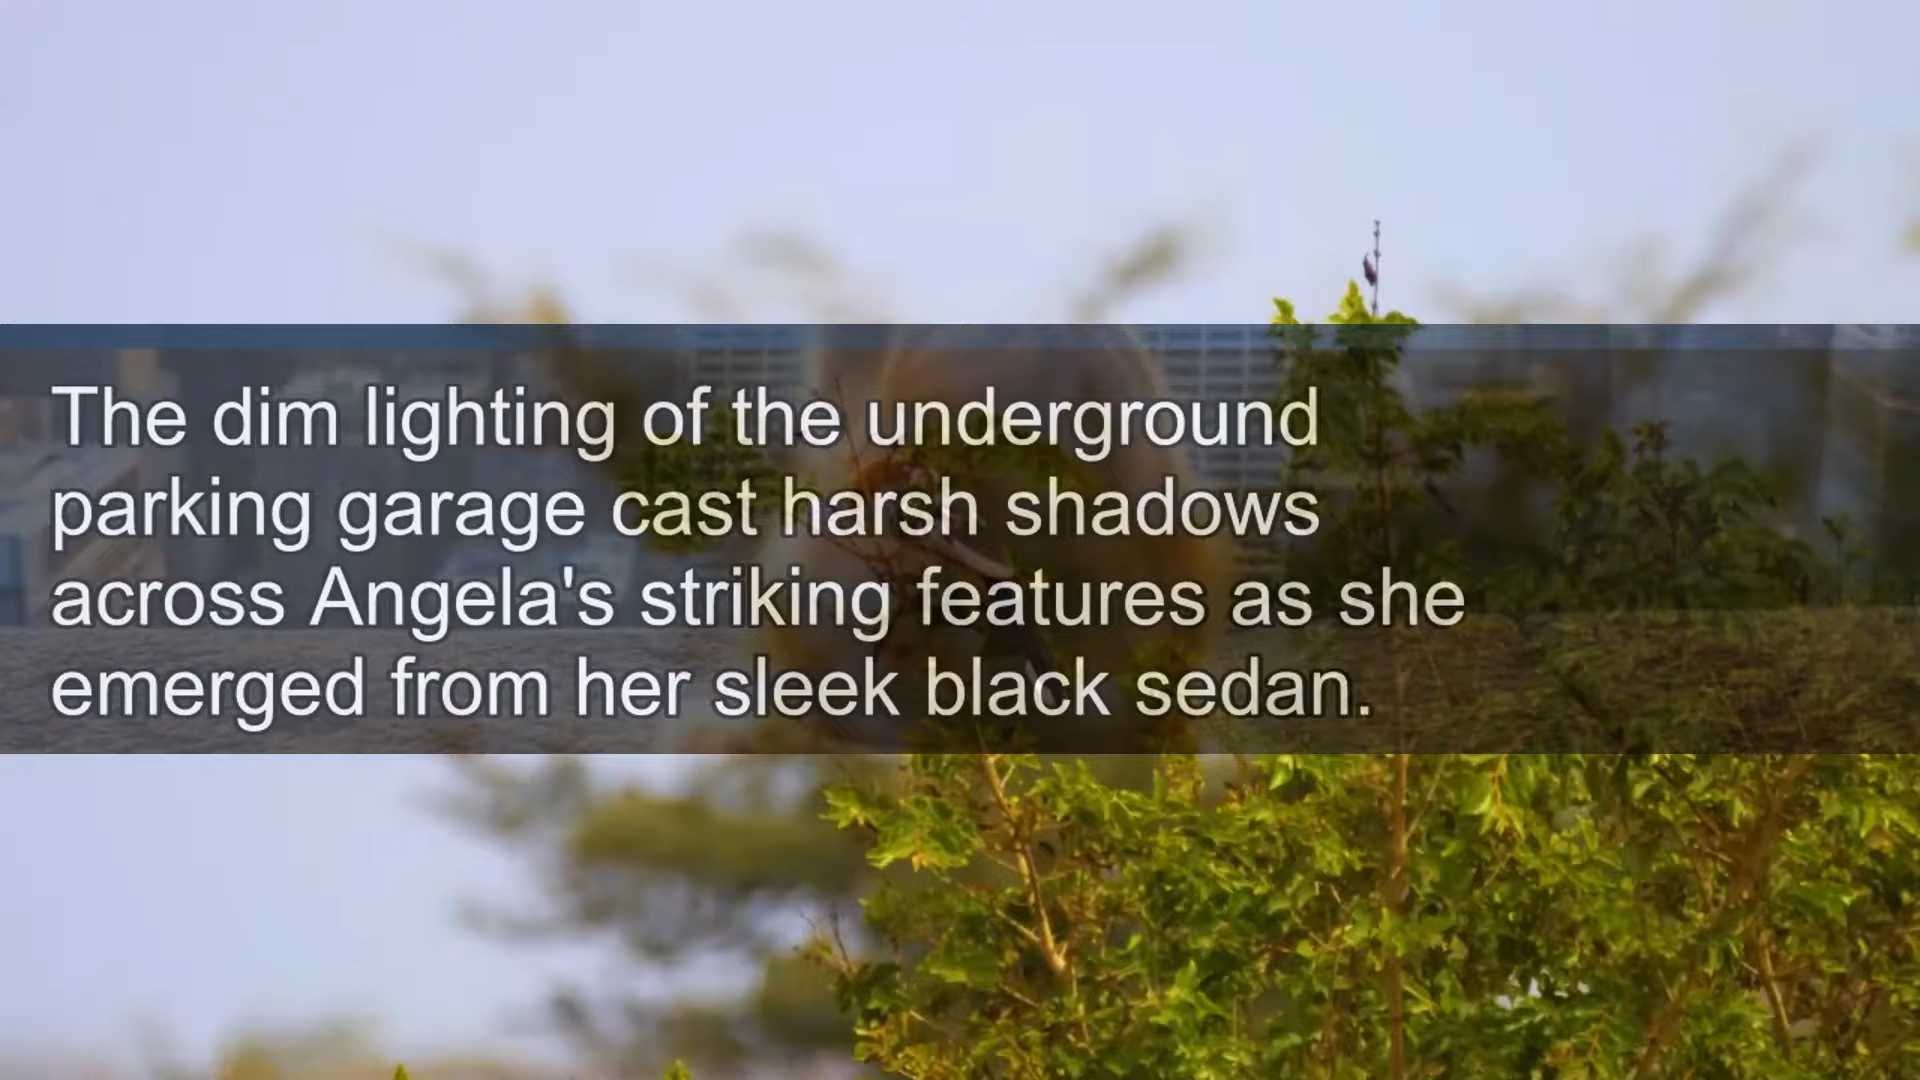 The dim lighting of the underground
parking garage cast harsh shadows
across Angela's striking features as she
emerged from her sleek black sedan.